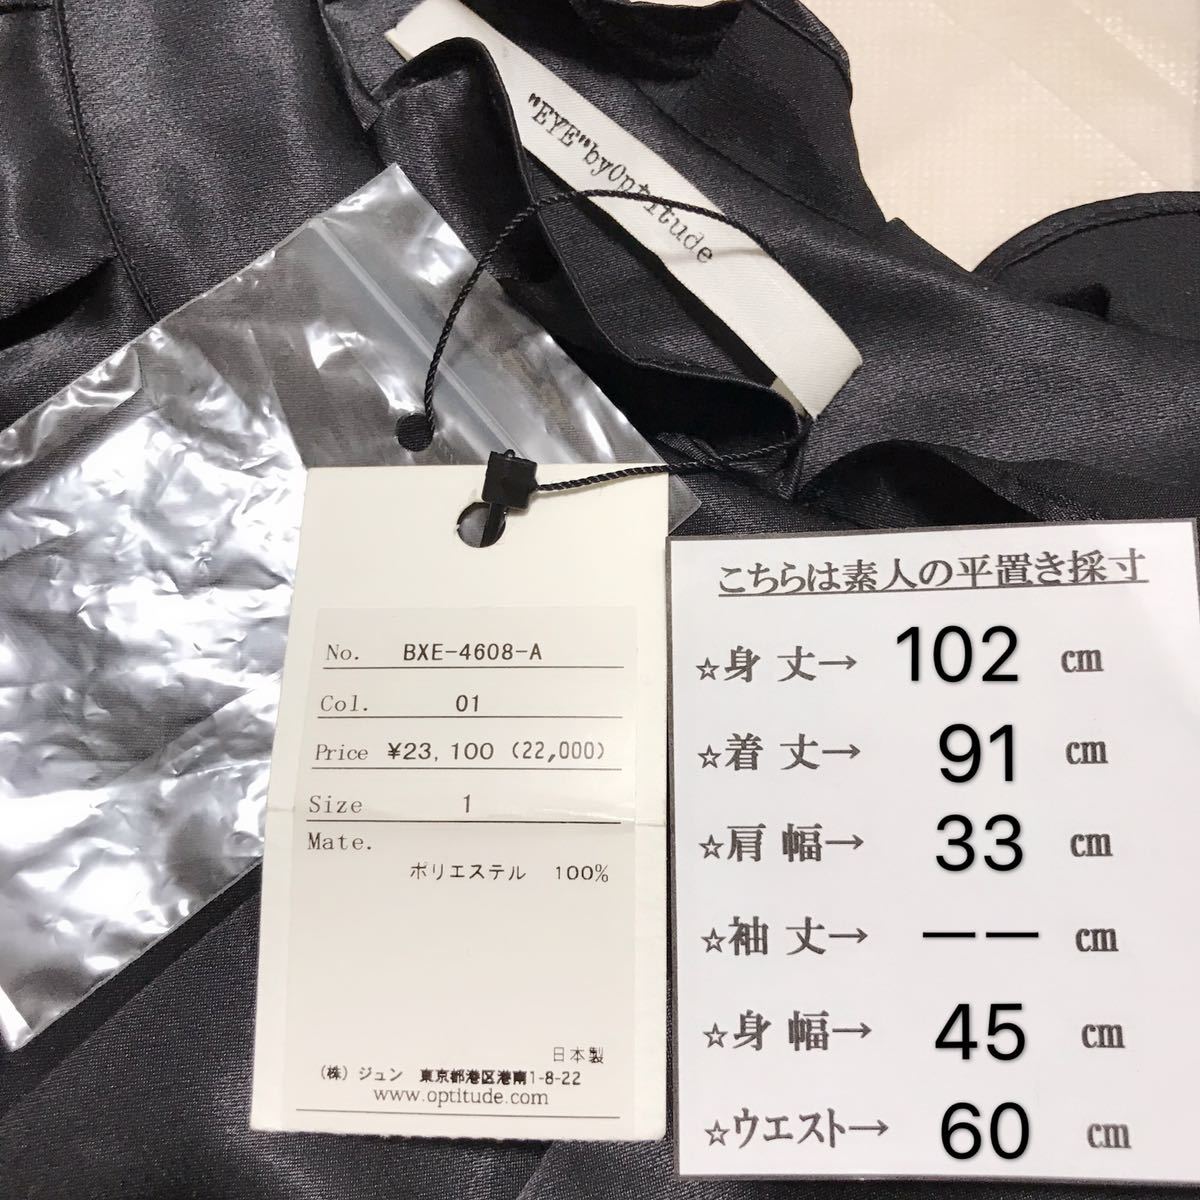 "EYE"byOptitude
No. BXE-4608-A
Col. 01
Price ¥23,100 (22,000)
Size 1
Mate.
ポリエステル 100%
日本製
(株) ジュン 東京都港区港南1-8-22
www.optitude.com
こちらは素人の平置き採寸
☆身 丈→ 102 cm
☆着 丈→ 91 cm
☆肩 幅→ 33 cm
☆袖 丈→ ーー cm
☆身 幅→ 45 cm
☆ウエスト→ 60 cm